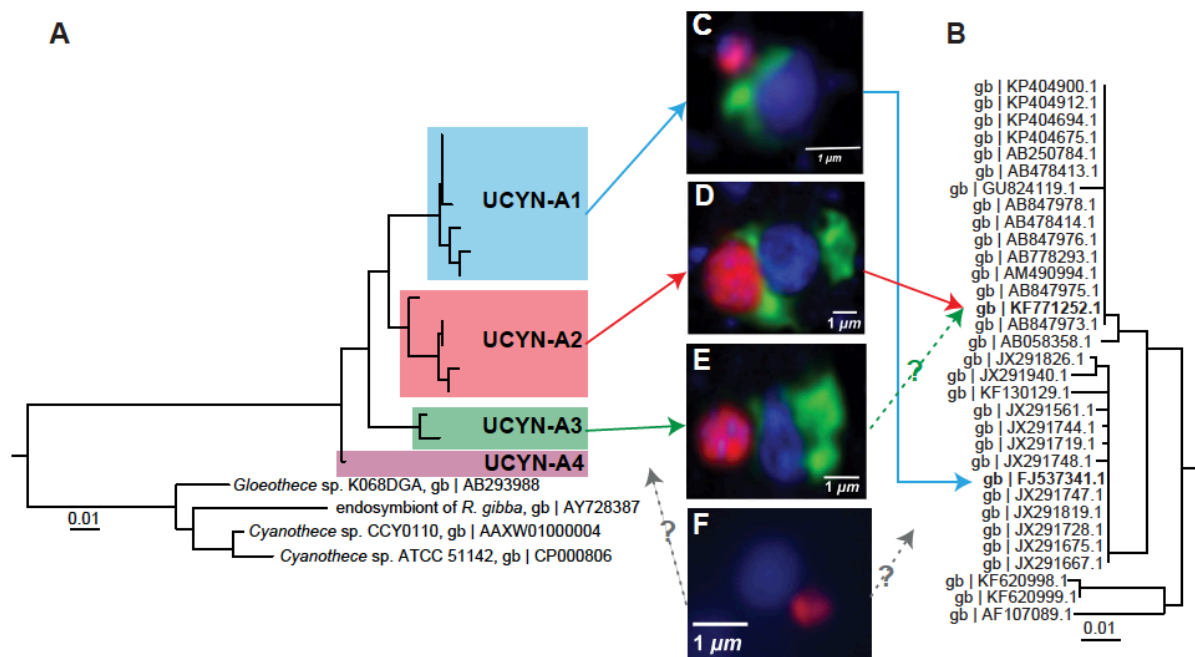 A
UCYN-A1
UCYN-A2
UCYN-A3
UCYN-A4
Gloeothece sp. K068DGA, gb | AB293988
endosymbiont of R. gibba, gb | AY728387
Cyanothece sp. CCY0110, gb | AAXW01000004
Cyanothece sp. ATCC 51142, gb | CP000806
0.01
C
1 µm
D
1 µm
E
1 µm
F
1 µm
?
?
?
B
gb | KP404900.1
gb | KP404912.1
gb | KP404694.1
gb | KP404675.1
gb | AB250784.1
gb | AB478413.1
gb | GU824119.1
gb | AB847978.1
gb | AB478414.1
gb | AB847976.1
gb | AB778293.1
gb | AM490994.1
gb | AB847975.1
gb | KF771252.1
gb | AB847973.1
gb | AB058358.1
gb | JX291826.1
gb | JX291940.1
gb | KF130129.1
gb | JX291561.1
gb | JX291744.1
gb | JX291719.1
gb | JX291748.1
gb | FJ537341.1
gb | JX291747.1
gb | JX291819.1
gb | JX291728.1
gb | JX291675.1
gb | JX291667.1
gb | KF620998.1
gb | KF620999.1
gb | AF107089.1
0.01